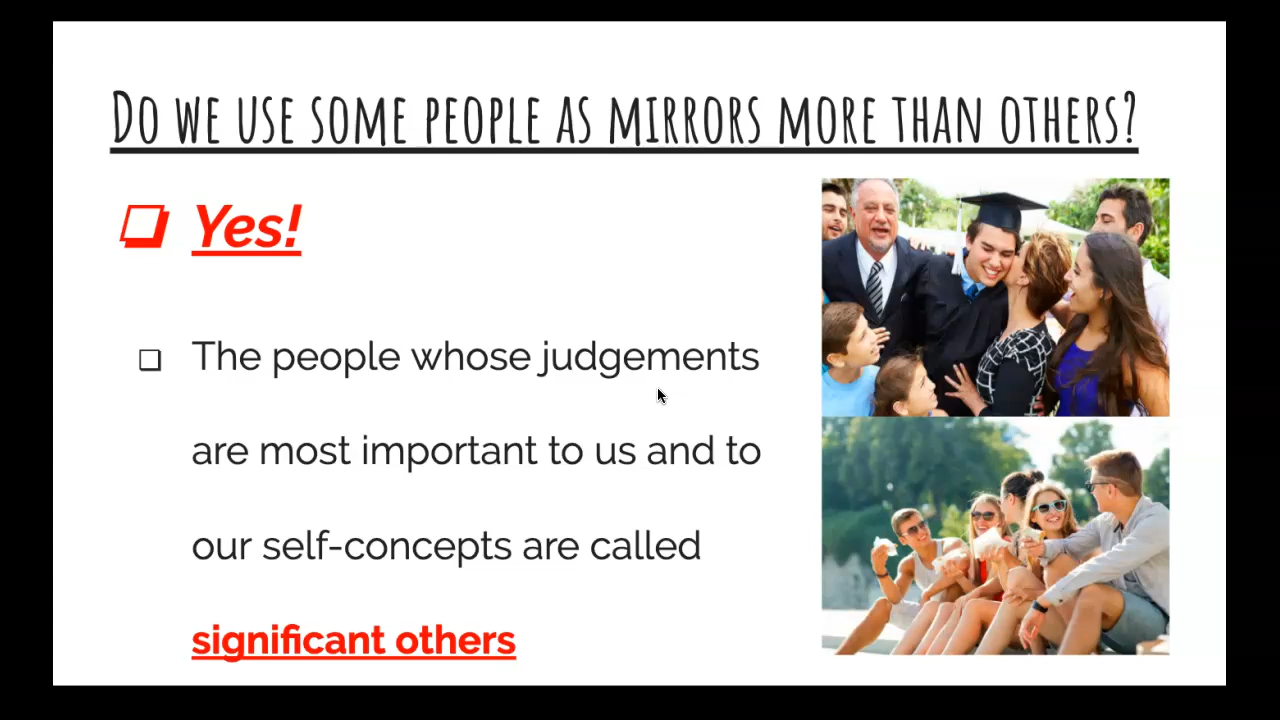 Do we use some people as mirrors more than others?
❏ Yes!
❏ The people whose judgements
are most important to us and to
our self-concepts are called
significant others